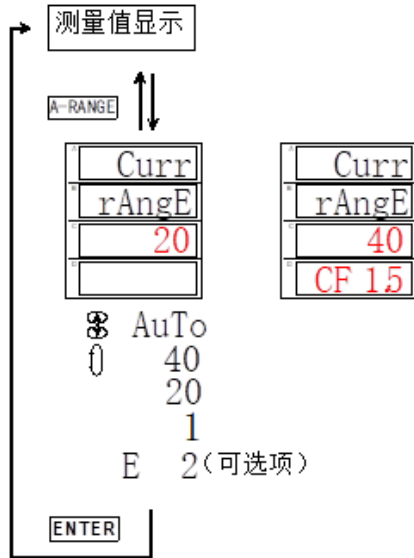 测量值显示
A-RANGE
A Curr
B rAngE
C 20
D
A Curr
B rAngE
C 40
D CF 1.5
AuTo
40
20
1
E 2(可选项)
ENTER